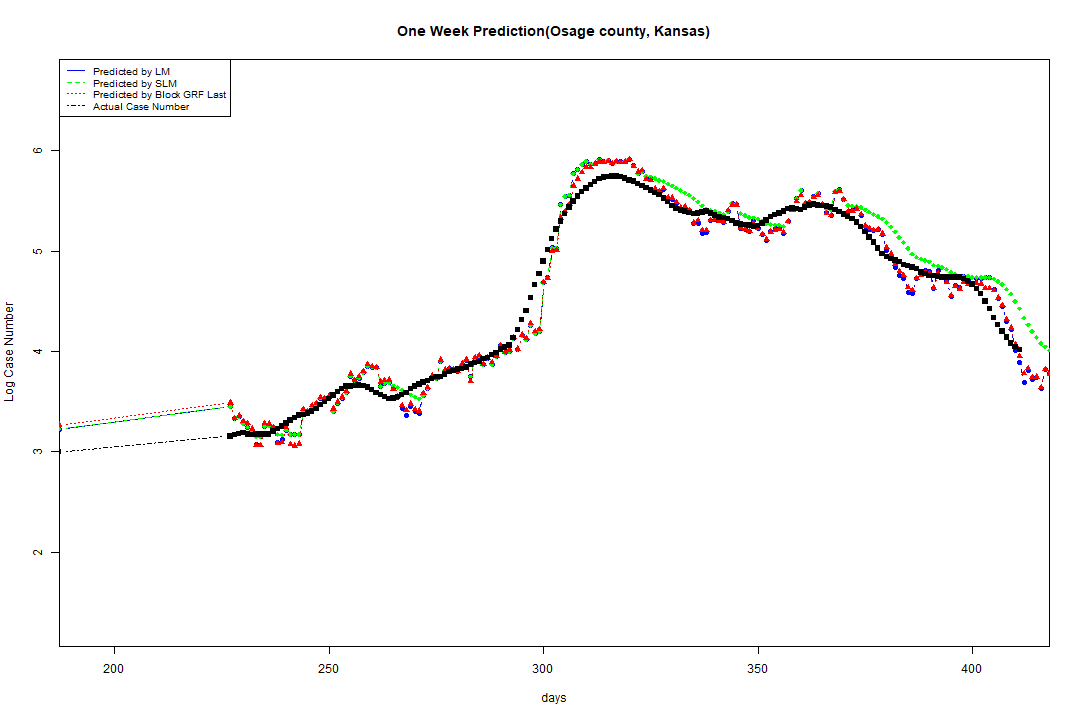 One Week Prediction(Osage county, Kansas)
Predicted by LM
Predicted by SLM
Predicted by Block GRF Last
Actual Case Number
6
5
4
3
2
Log Case Number
200 250 300 350 400
days